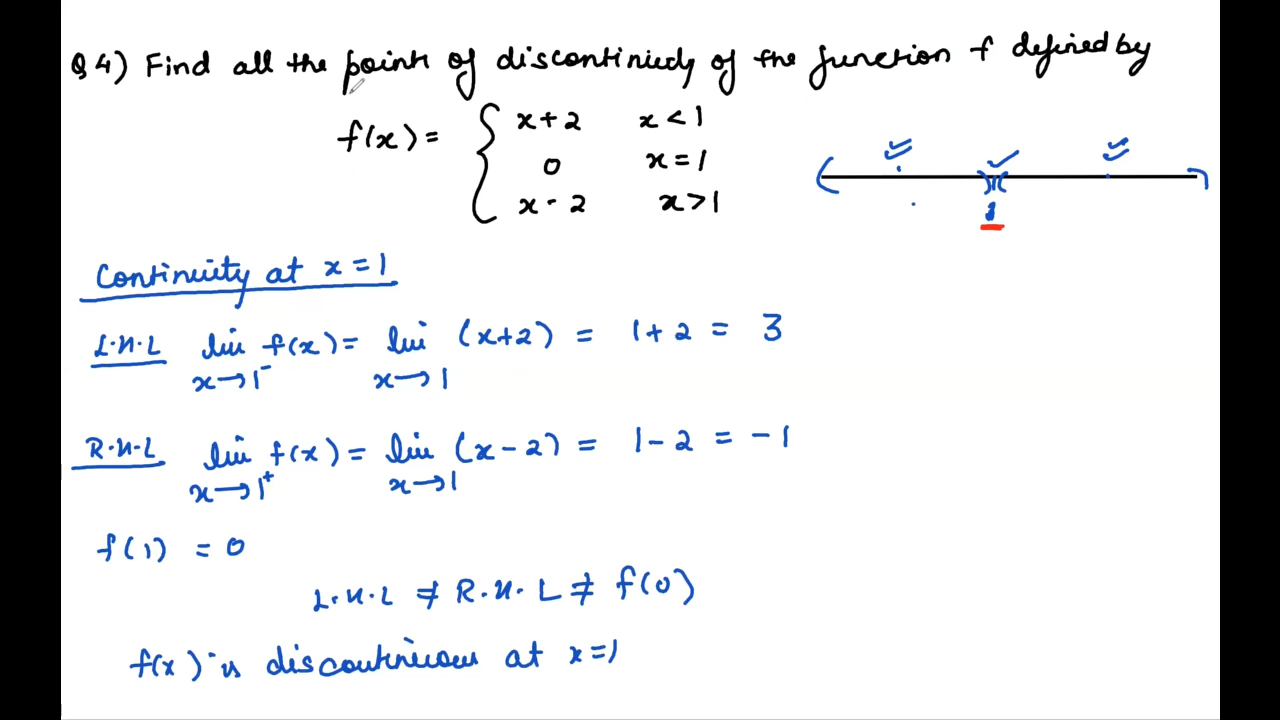 Q 4) Find all the points of discontinuity of the function f defined by
f(x) = { x + 2 x < 1
0 x = 1
x - 2 x > 1
1
Continuity at x = 1
L.H.L lim f(x) = lim (x+2) = 1+2 = 3
x→1⁻ x→1
R.H.L lim f(x) = lim (x-2) = 1-2 = -1
x→1⁺ x→1
f(1) = 0
L.H.L ≠ R.H.L ≠ f(0)
f(x) is discontinuous at x=1